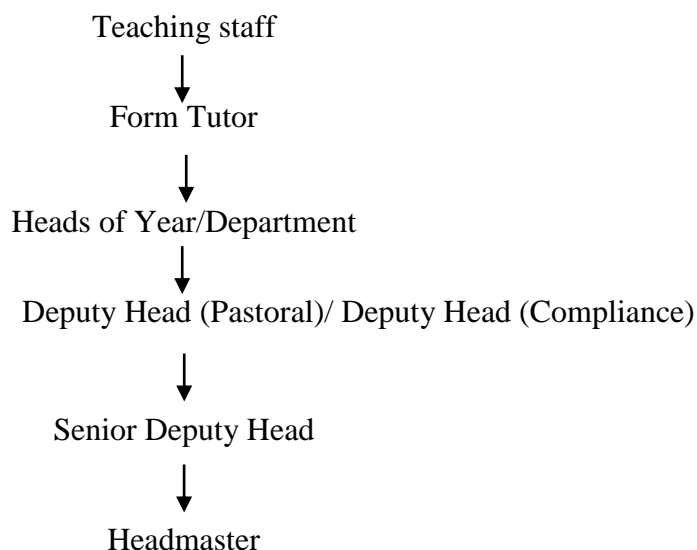 Teaching staff
Form Tutor
Heads of Year/Department
Deputy Head (Pastoral)/ Deputy Head (Compliance)
Senior Deputy Head
Headmaster